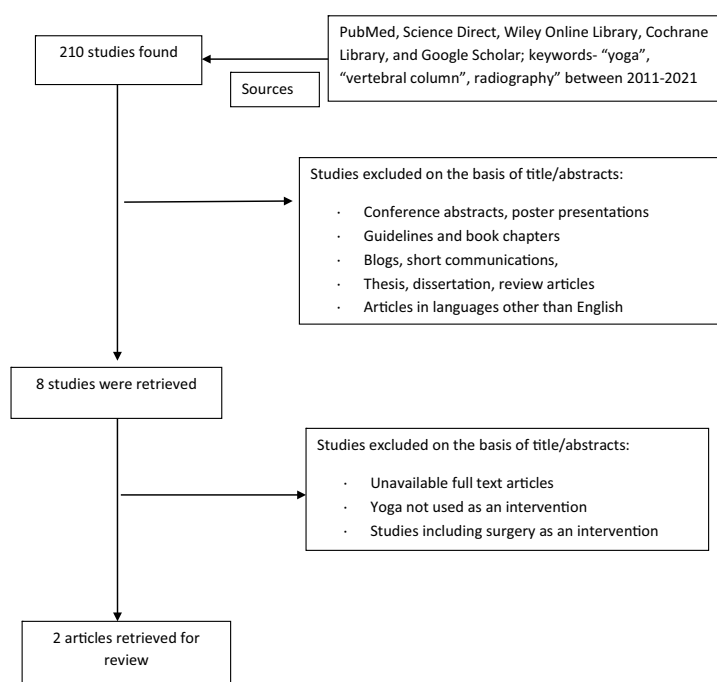 210 studies found
Sources
PubMed, Science Direct, Wiley Online Library, Cochrane
Library, and Google Scholar; keywords- “yoga”,
“vertebral column”, radiography” between 2011-2021
Studies excluded on the basis of title/abstracts:
· Conference abstracts, poster presentations
· Guidelines and book chapters
· Blogs, short communications,
· Thesis, dissertation, review articles
· Articles in languages other than English
8 studies were retrieved
Studies excluded on the basis of title/abstracts:
· Unavailable full text articles
· Yoga not used as an intervention
· Studies including surgery as an intervention
2 articles retrieved for
review